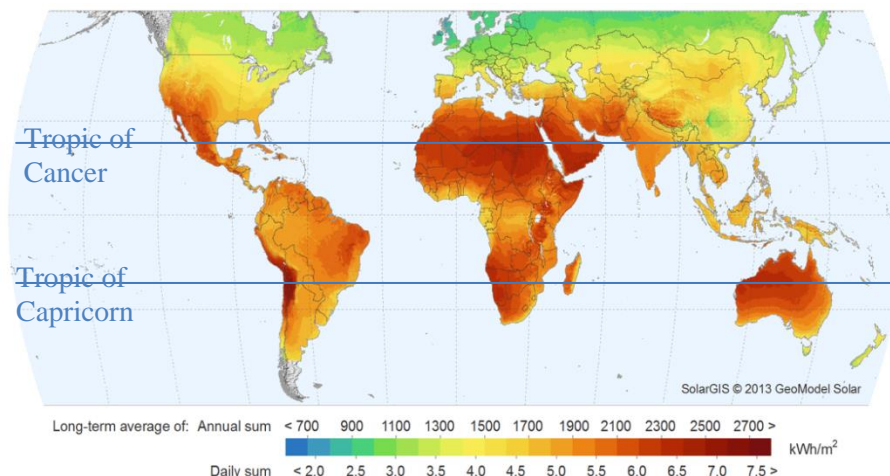 Tropic of
Cancer
Tropic of
Capricorn
SolarGIS © 2013 GeoModel Solar
Long-term average of: Annual sum < 700 900 1100 1300 1500 1700 1900 2100 2300 2500 2700 >
kWh/m²
Daily sum < 2.0 2.5 3.0 3.5 4.0 4.5 5.0 5.5 6.0 6.5 7.0 7.5 >